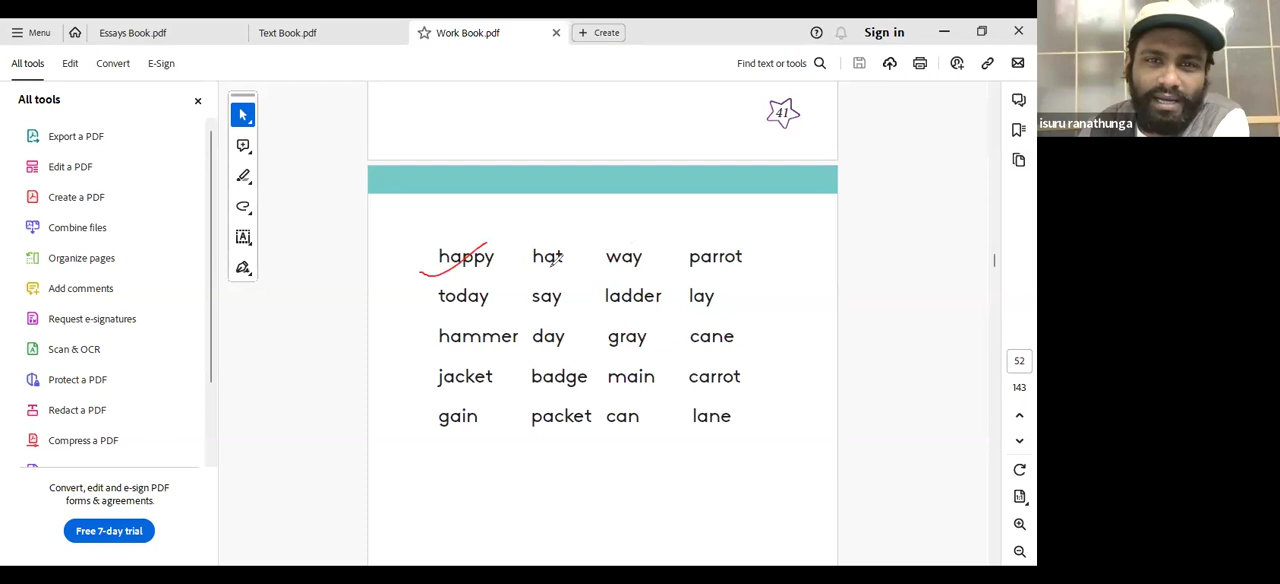 Menu Essays Book.pdf Text Book.pdf Work Book.pdf Create Sign in
All tools Edit Convert E-Sign Find text or tools
All tools
Export a PDF
Edit a PDF
Create a PDF
Combine files
Organize pages
Add comments
Request e-signatures
Scan & OCR
Protect a PDF
Redact a PDF
Compress a PDF
Convert, edit and e-sign PDF
forms & agreements.
Free 7-day trial
41
happy hat way parrot
today say ladder lay
hammer day gray cane
jacket badge main carrot
gain packet can lane
52
143
isuru ranathunga